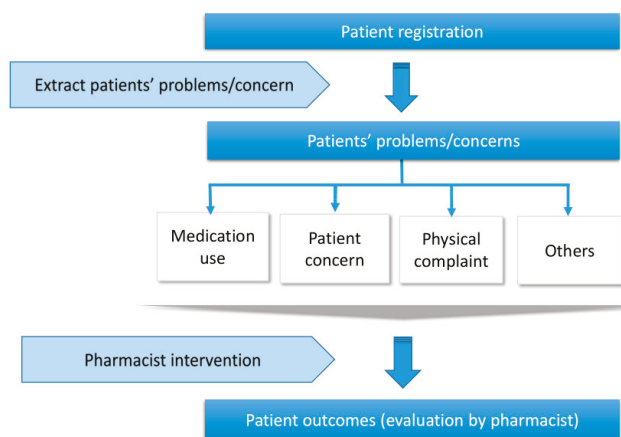 Patient registration
Extract patients' problems/concern
Patients' problems/concerns
Medication
use
Patient
concern
Physical
complaint
Others
Pharmacist intervention
Patient outcomes (evaluation by pharmacist)